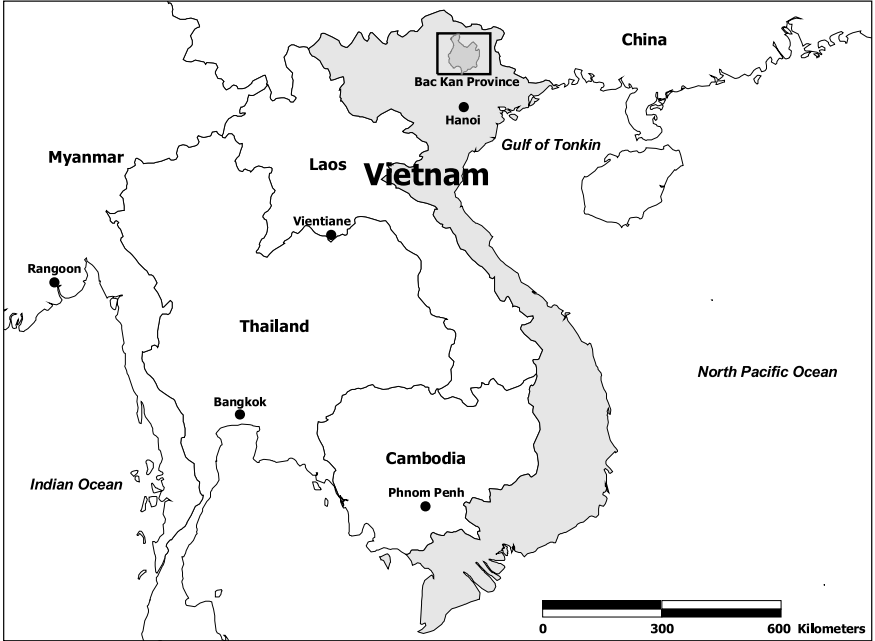 China
Bac Kan Province
Hanoi
Gulf of Tonkin
Myanmar
Laos
Vietnam
Vientiane
Rangoon
Thailand
North Pacific Ocean
Bangkok
Cambodia
Indian Ocean
Phnom Penh
0 300 600 Kilometers